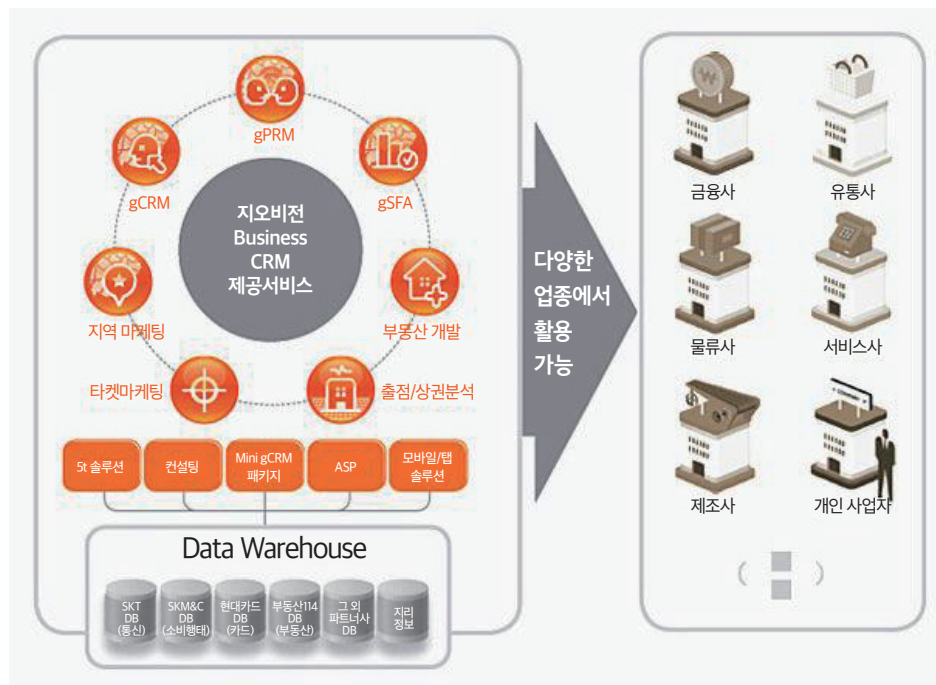 gPRM
gCRM
gSFA
지오비전
Business
CRM
제공서비스
지역 마케팅
부동산 개발
타켓마케팅
출점/상권분석
5t 솔루션
컨설팅
Mini gCRM
패키지
ASP
모바일/탭
솔루션
Data Warehouse
SKT
DB
(통신)
SKM&C
DB
(소비행태)
현대카드
DB
(카드)
부동산114
DB
(부동산)
그 외
파트너사
DB
지리
정보
다양한
업종에서
활용
가능
금융사
유통사
물류사
서비스사
제조사
개인 사업자